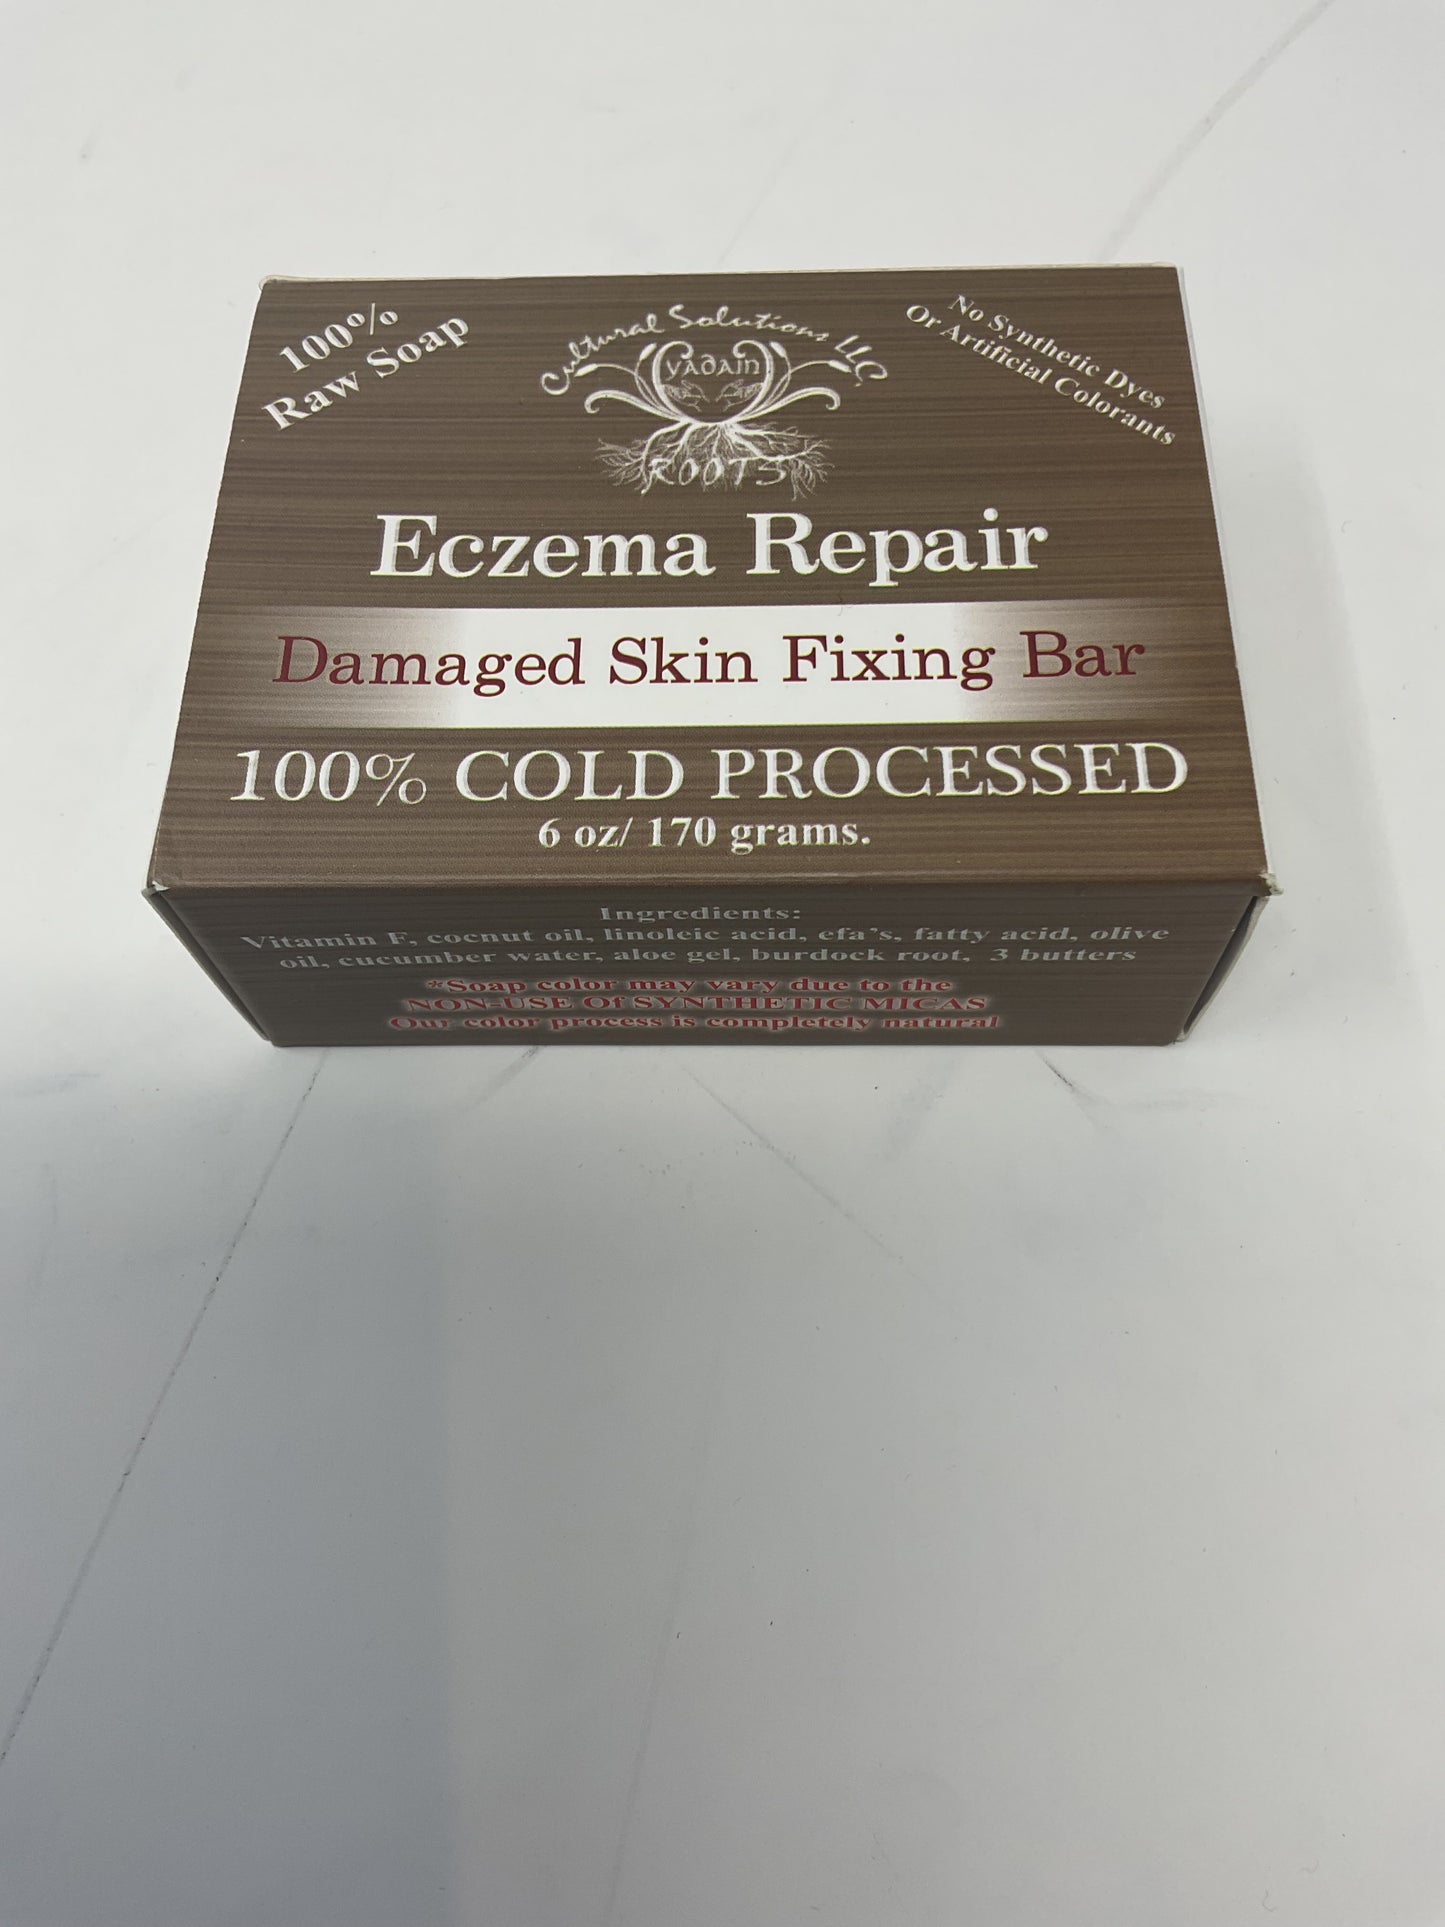 100%
Raw Soap
Cultural Solutions LLC.
YADAIN
ROOTS
No Synthetic Dyes
Or Artificial Colorants
Eczema Repair
Damaged Skin Fixing Bar
100% COLD PROCESSED
6 oz/ 170 grams.
Ingredients:
Vitamin F, cocnut oil, linoleic acid, efa's, fatty acid, olive
oil, cucumber water, aloe gel, burdock root,  3 butters
*Soap color may vary due to the
NON-USE Of SYNTHETIC MICAS
Our color process is completely natural